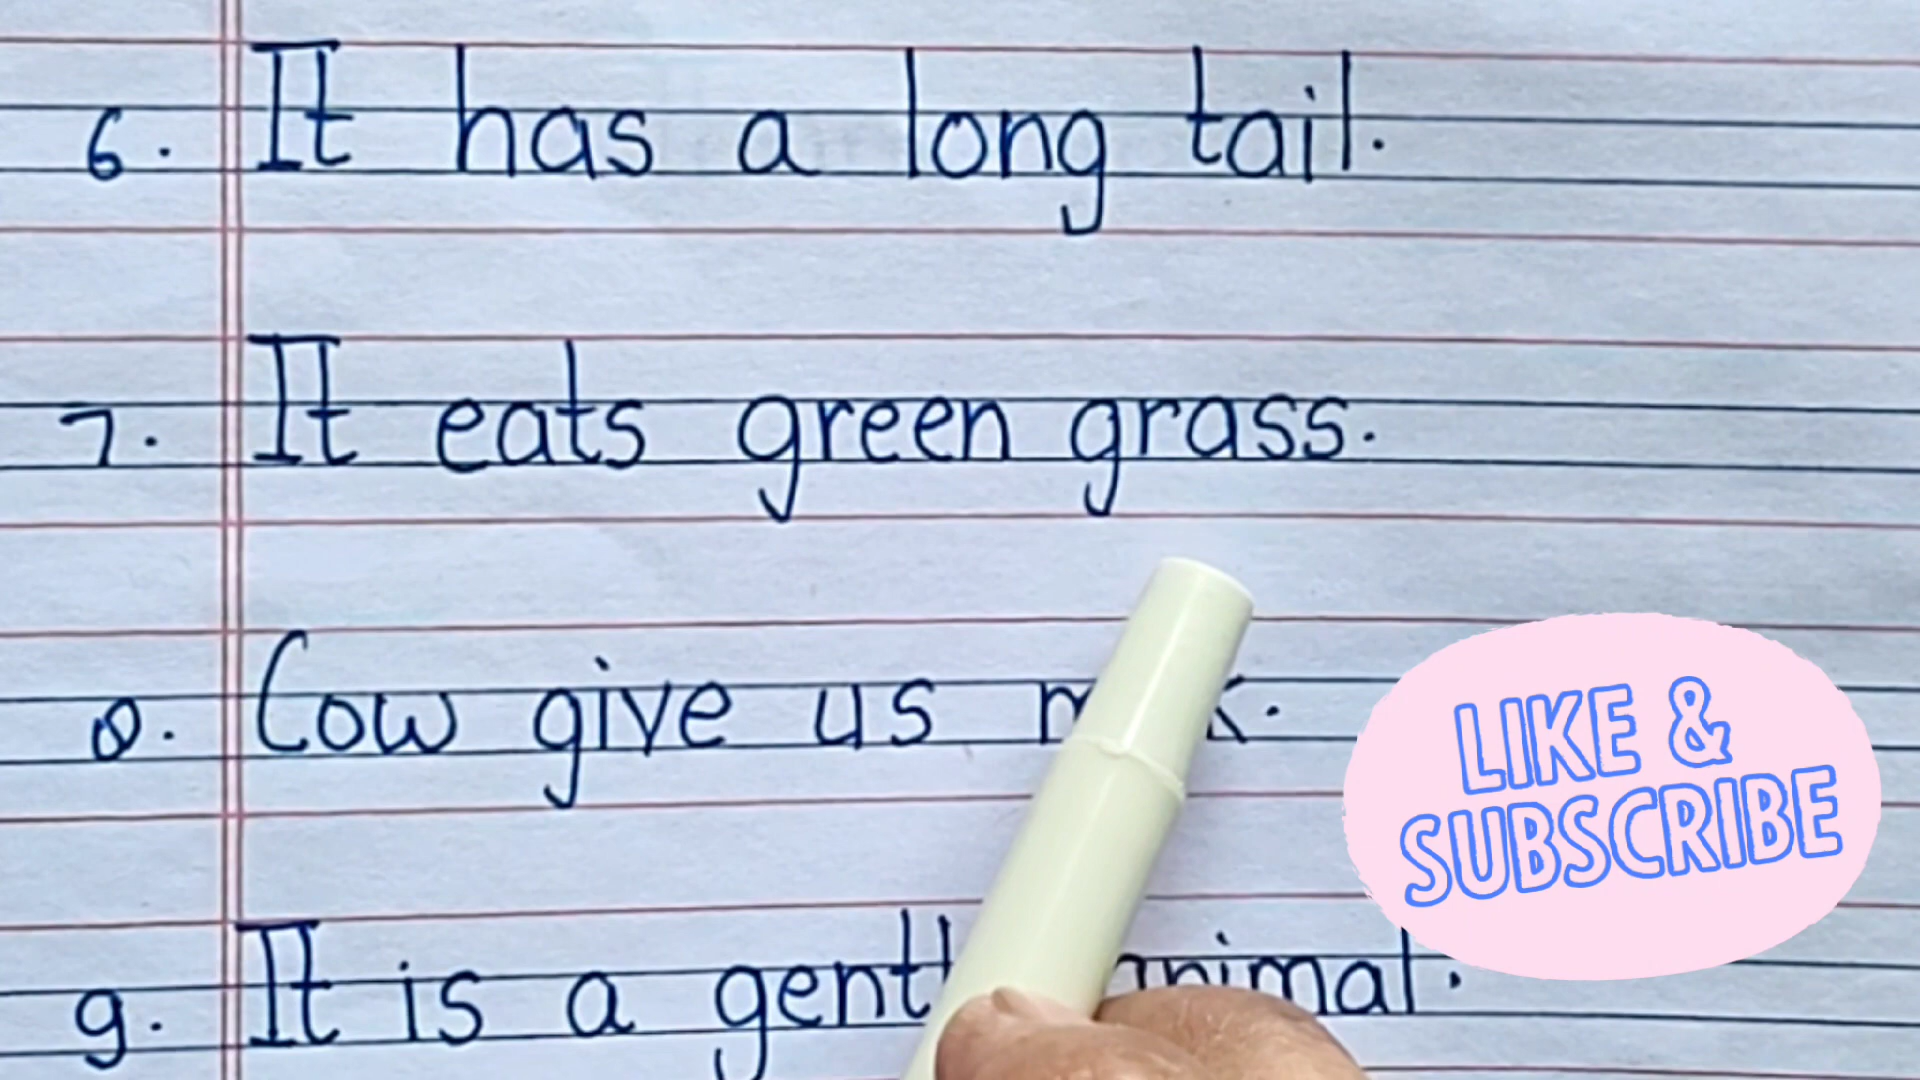 6. It has a long tail.
7. It eats green grass.
8. Cow give us
9. It is a animal.
LIKE &
SUBSCRIBE